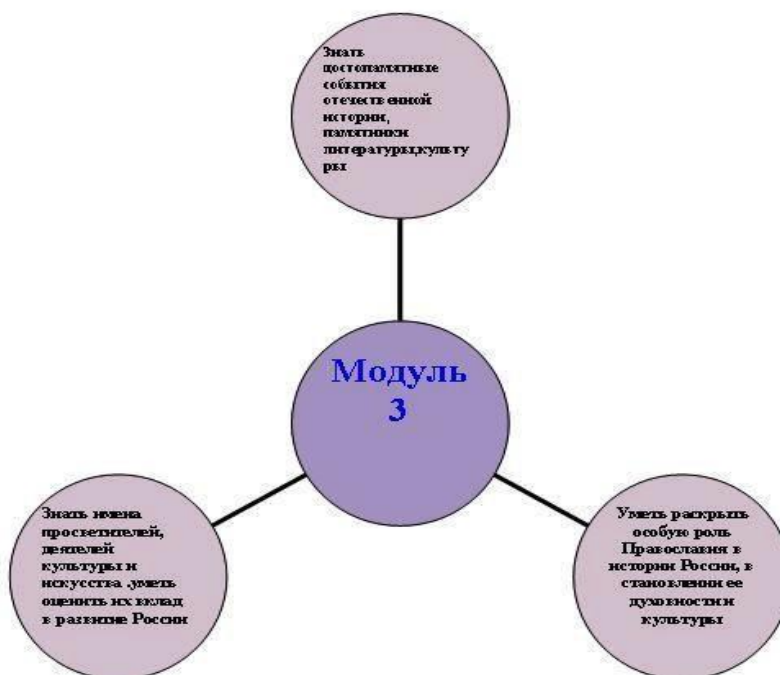 Знать
достопамятные
события
отечественной
истории,
памятники
литературы,культу
ры
Модуль
3
Знать имена
просветителей,
деятелей
культуры и
искусства ,уметь
оценить их вклад
в развитие России
Уметь раскрыть
особую роль
Православия в
истории России, в
становлении ее
духовности и
культуры